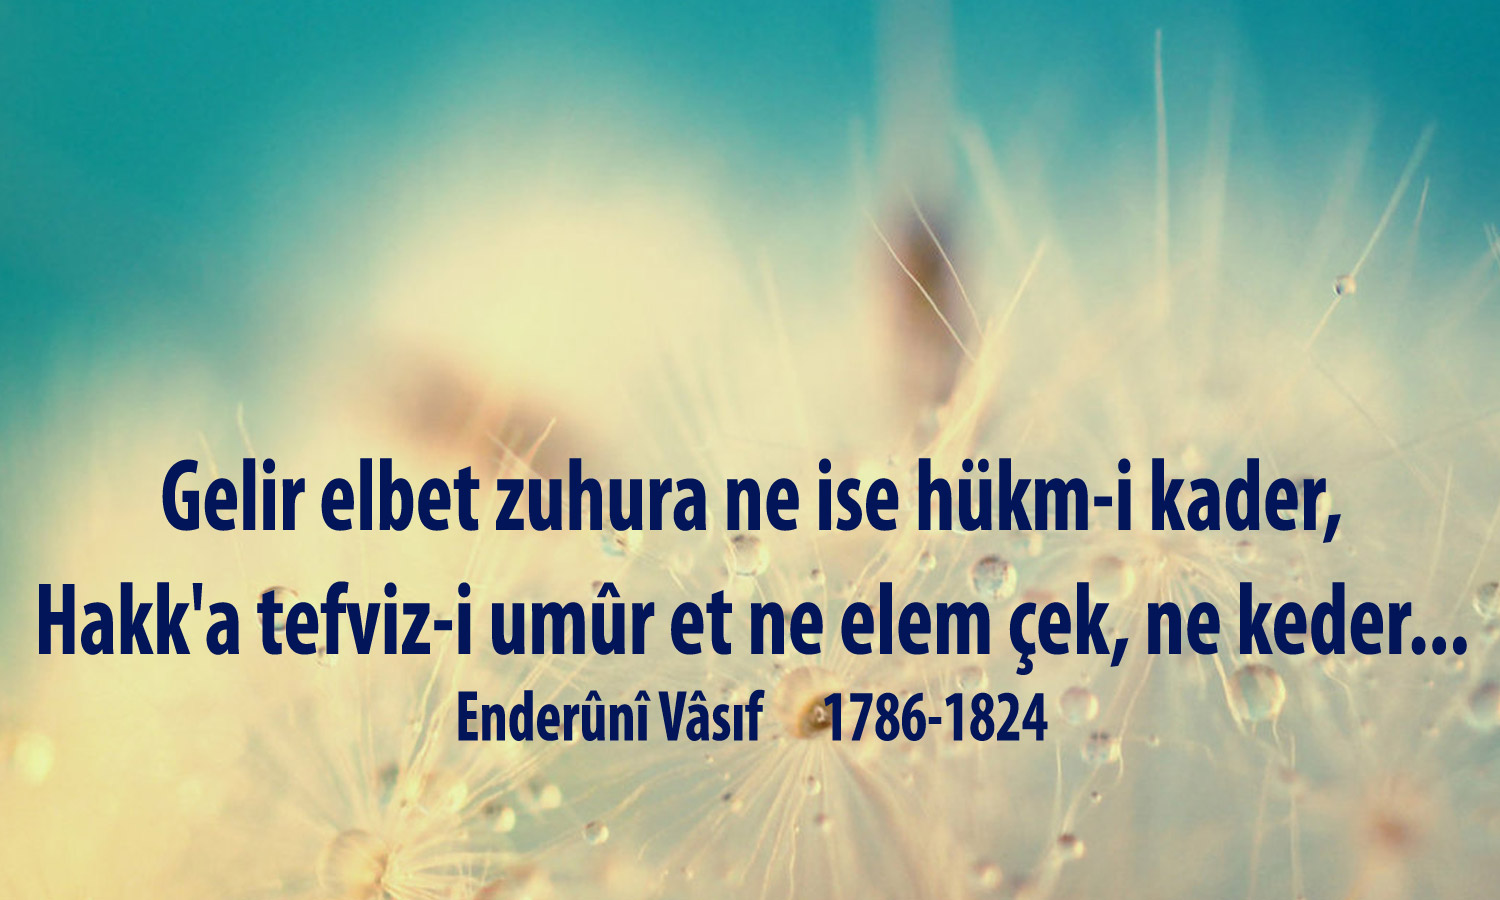 Gelir elbet zuhura ne ise hükm-i kader,
Hakk'a tefviz-i umûr et ne elem çek, ne keder...
Enderûnî Vâsıf 1786-1824